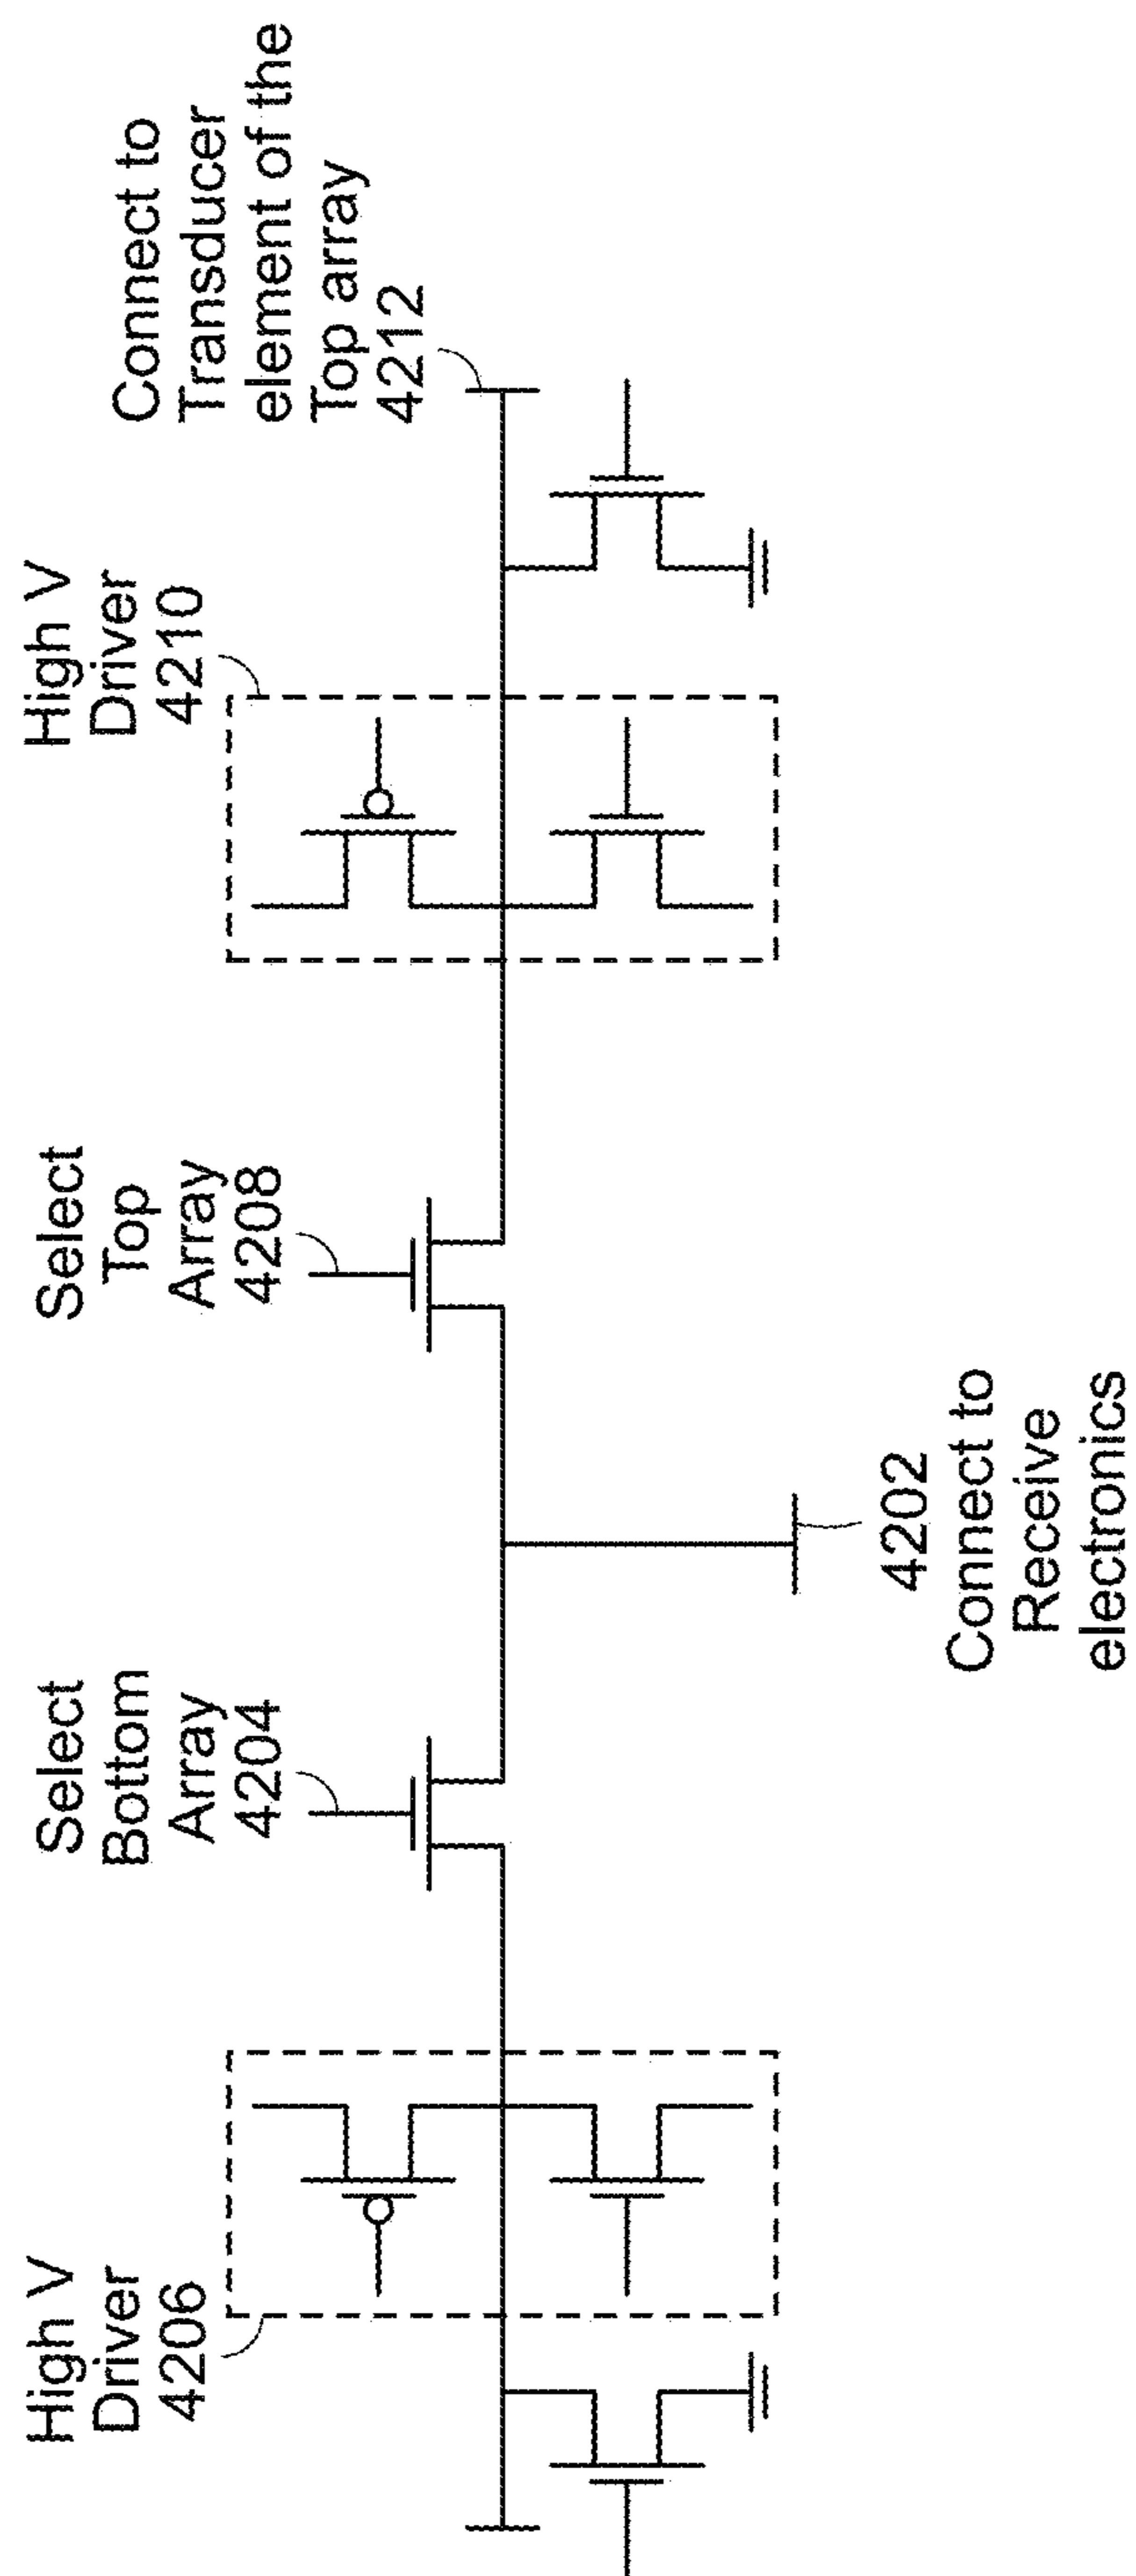 High V
Driver
4206
Select
Bottom
Array
4204
Select
Top
Array
4208
High V
Driver
4210
Connect to
Transducer
element of the
Top array
4212
4202
Connect to
Receive
electronics